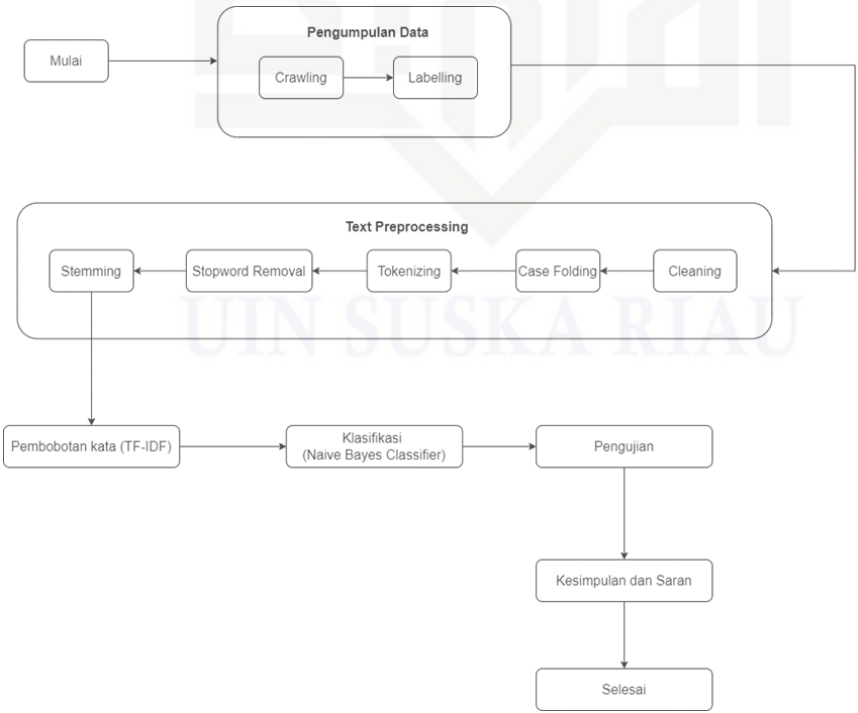 Pengumpulan Data
Mulai
Crawling
Labelling
Text Preprocessing
Stemming
Stopword Removal
Tokenizing
Case Folding
Cleaning
UIN SUSKA RIAU
Pembobotan kata (TF-IDF)
Klasifikasi
(Naive Bayes Classifier)
Pengujian
Kesimpulan dan Saran
Selesai